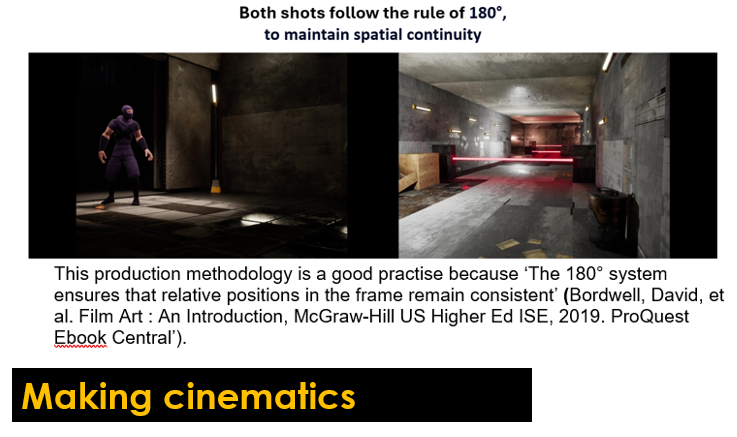 Both shots follow the rule of 180°,
to maintain spatial continuity
This production methodology is a good practise because ‘The 180° system
ensures that relative positions in the frame remain consistent’ (Bordwell, David, et
al. Film Art : An Introduction, McGraw-Hill US Higher Ed ISE, 2019. ProQuest
Ebook Central’).
Making cinematics